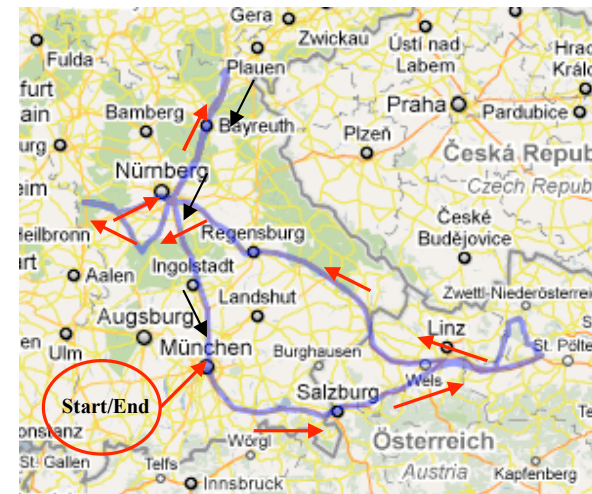 Gera
Zwickau
Ústí nad
Labem
Hrad
Králo
Fulda
Plauen
furt
ain
Bamberg
Bayreuth
Praha
Pardubice
Plzeň
urg
Nürnberg
Česká Repub
Czech Repub
eim
České
Budějovice
Heilbronn
Regensburg
art
Aalen
Ingolstadt
Landshut
Zwettl-Niederösterrei
Augsburg
Linz
S
en
Ulm
München
Burghausen
St. Pölte
Wels
Start/End
Salzburg
onstanz
Wörgl
Österreich
St. Gallen
Telfs
Austria
Kapfenberg
Innsbruck